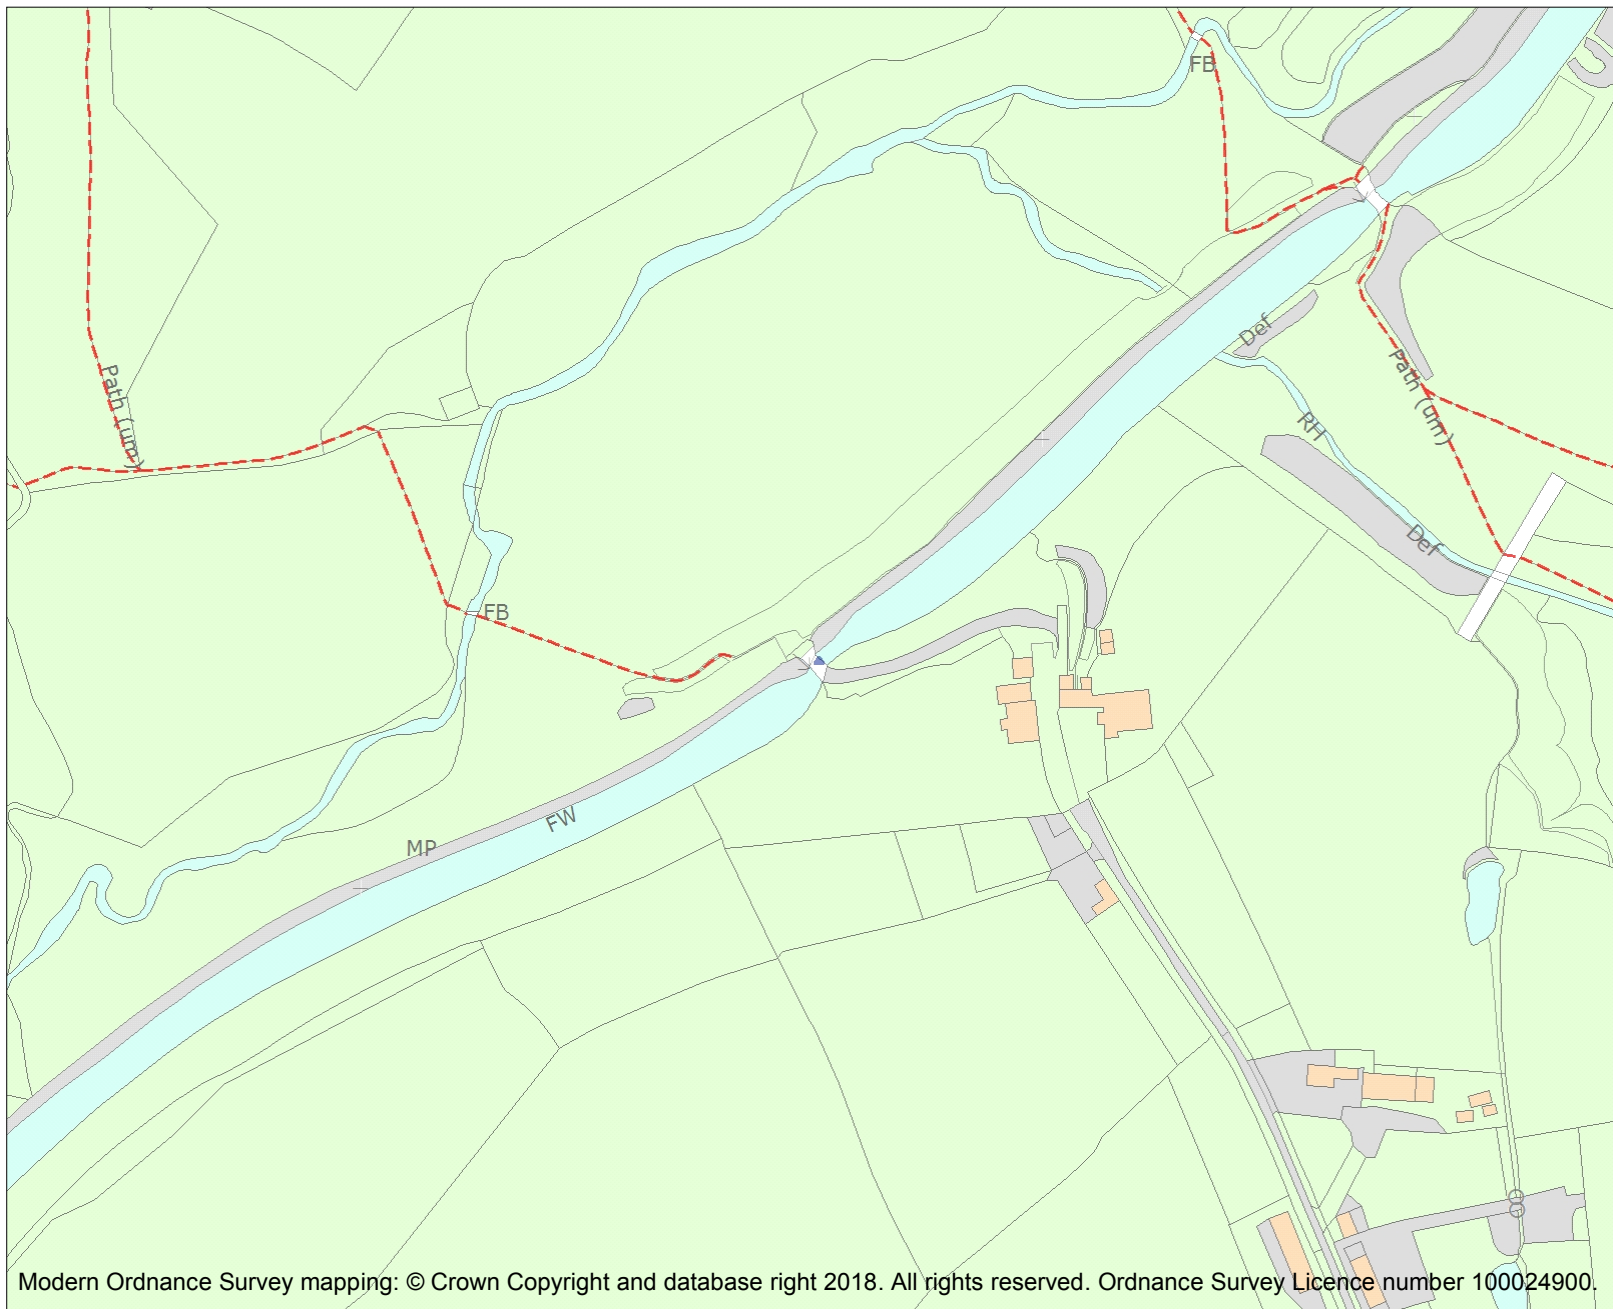 FB
Def
Path (um)
Path (um)
RH
Def
FB
FW
MP
Modern Ordnance Survey mapping: © Crown Copyright and database right 2018. All rights reserved. Ordnance Survey Licence number 100024900.